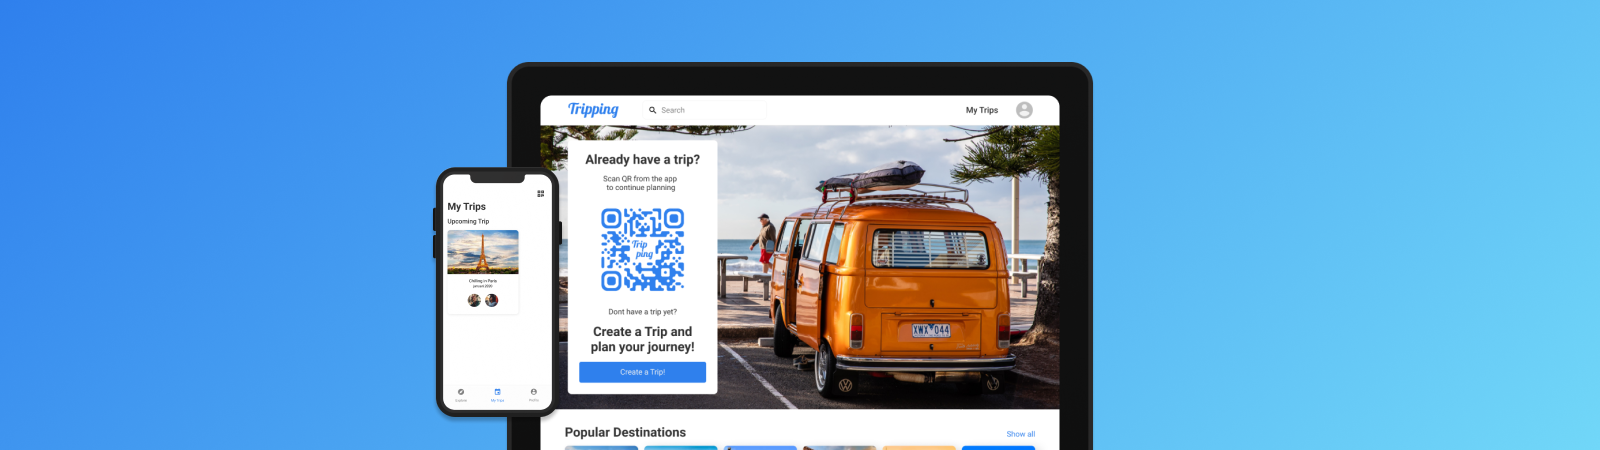 Tripping
Search
My Trips
Already have a trip?
Scan QR from the app
to continue planning
Trip
ping
Dont have a trip yet?
Create a Trip and
plan your journey!
Create a Trip!
XWX 044
Popular Destinations
Show all
My Trips
Upcoming Trip
Chilling in Paris
Explore
My Trips
Profile